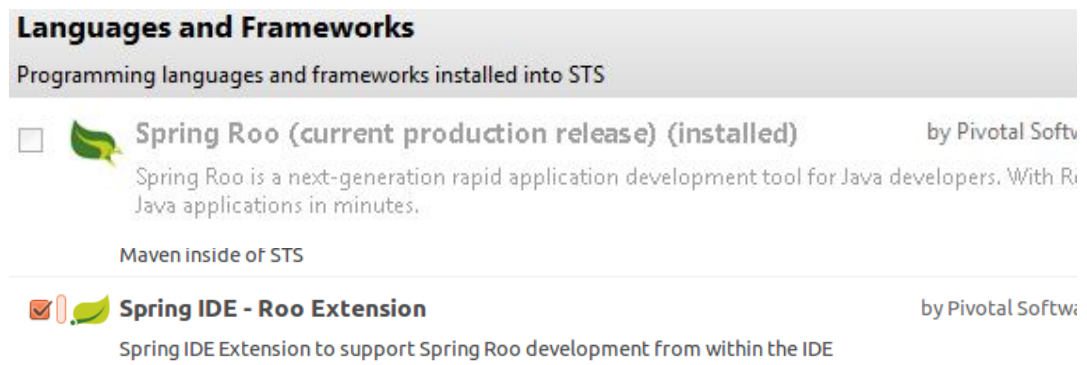 Languages and Frameworks
Programming languages and frameworks installed into STS
Spring Roo (current production release) (installed)
by Pivotal
Spring Roo is a next-generation rapid application development tool for Java developers. With
Java applications in minutes.
Maven inside of STS
Spring IDE - Roo Extension
by Pivotal
Spring IDE Extension to support Spring Roo development from within the IDE